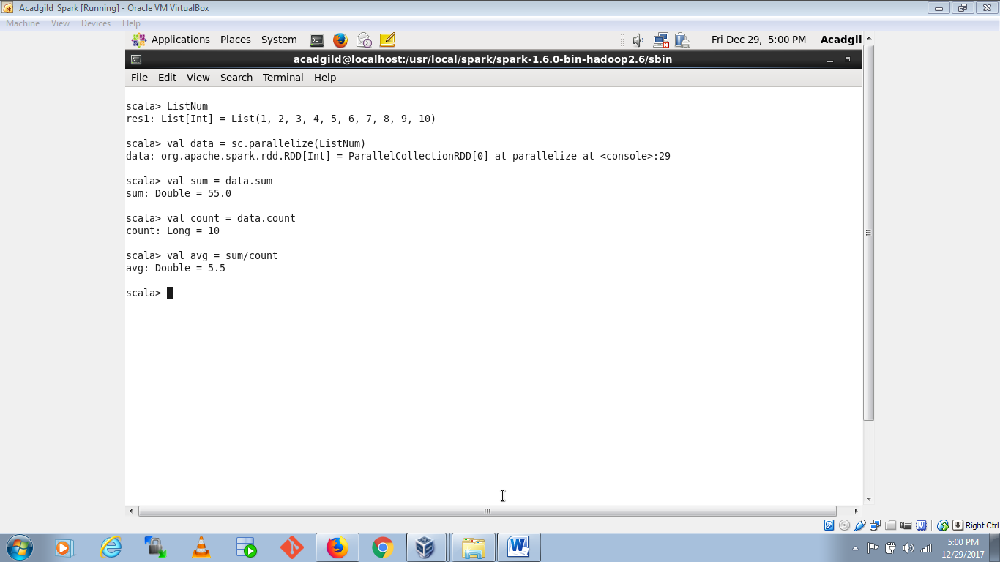 Acadgild_Spark [Running] - Oracle VM VirtualBox
Machine View Devices Help
Applications Places System Fri Dec 29, 5:00 PM Acadgil
acadgild@localhost:/usr/local/spark/spark-1.6.0-bin-hadoop2.6/sbin
File Edit View Search Terminal Help
scala> ListNum
res1: List[Int] = List(1, 2, 3, 4, 5, 6, 7, 8, 9, 10)
scala> val data = sc.parallelize(ListNum)
data: org.apache.spark.rdd.RDD[Int] = ParallelCollectionRDD[0] at parallelize at <console>:29
scala> val sum = data.sum
sum: Double = 55.0
scala> val count = data.count
count: Long = 10
scala> val avg = sum/count
avg: Double = 5.5
scala>
Right Ctrl
5:00 PM
12/29/2017